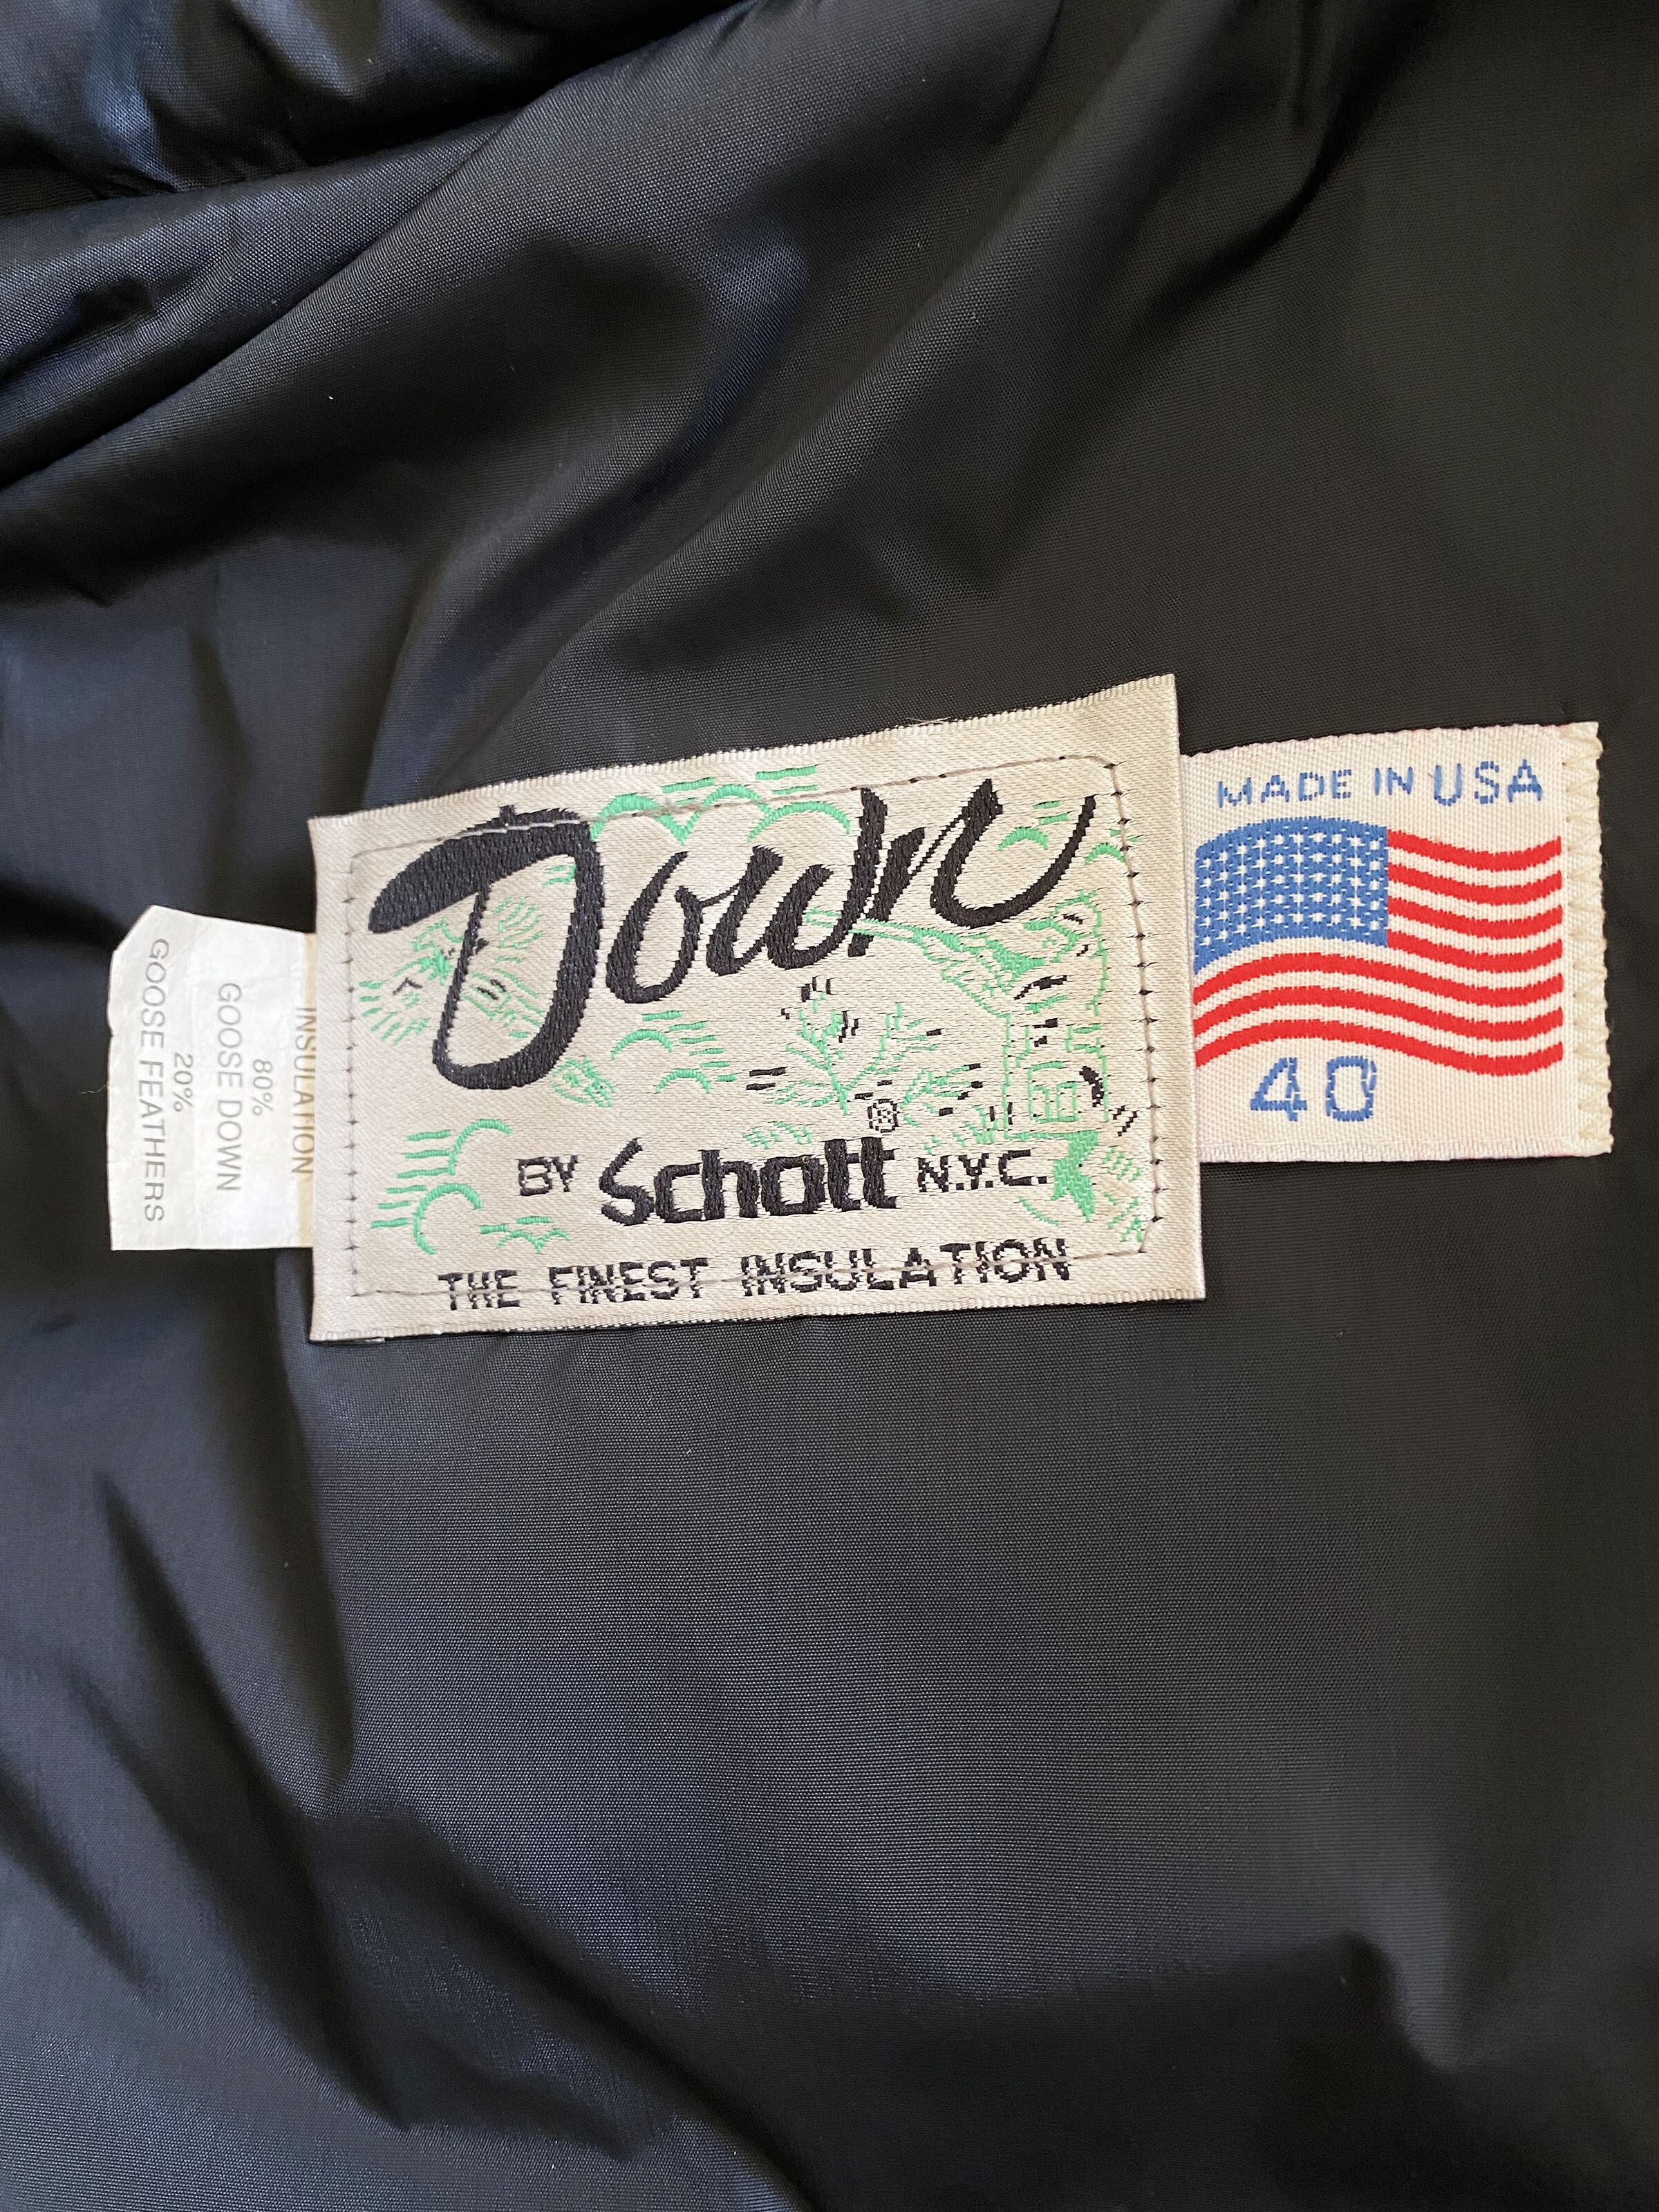 Down
BY Schott® N.Y.C.
THE FINEST INSULATION
MADE IN USA
40
INSULATION
80%
GOOSE DOWN
20%
GOOSE FEATHERS